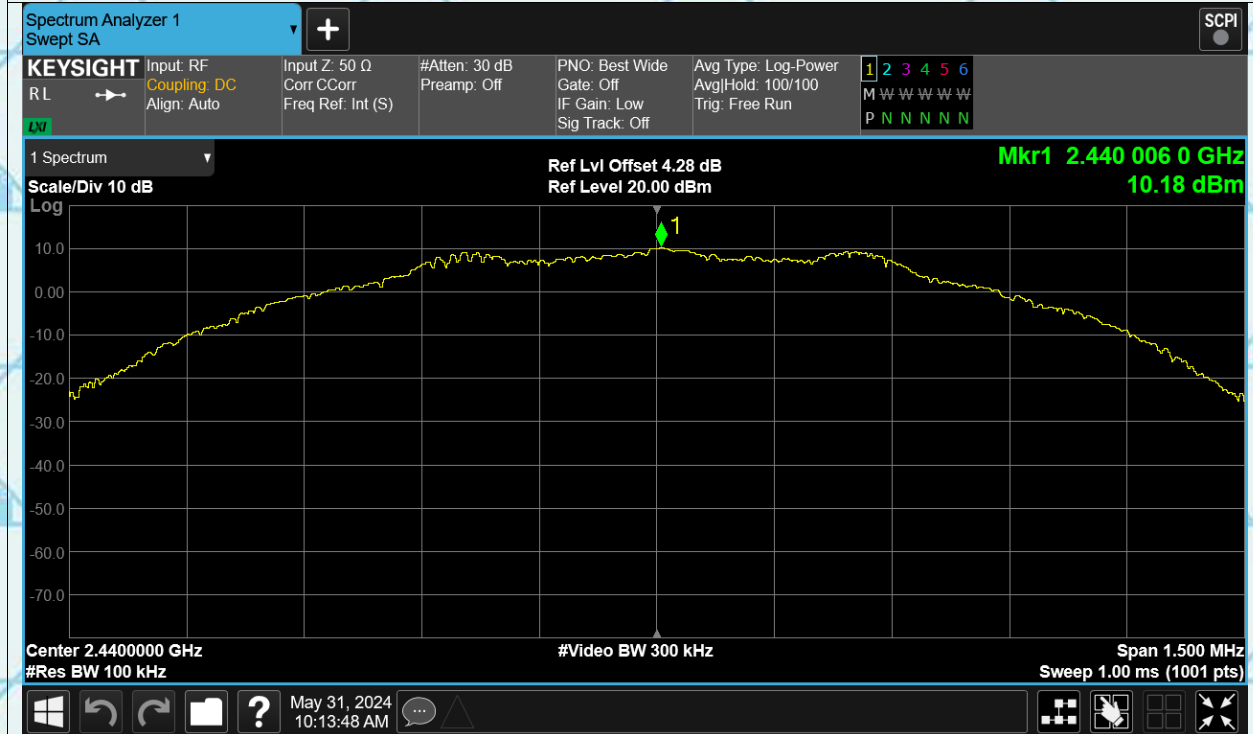 Spectrum Analyzer 1
Swept SA
+
SCPI
KEYSIGHT
RL
LXI
Input: RF
Coupling: DC
Align: Auto
Input Z: 50 Ω
Corr CCorr
Freq Ref: Int (S)
#Atten: 30 dB
Preamp: Off
PNO: Best Wide
Gate: Off
IF Gain: Low
Sig Track: Off
Avg Type: Log-Power
Avg|Hold: 100/100
Trig: Free Run
1 2 3 4 5 6
M W W W W W
P N N N N N
1 Spectrum
Scale/Div 10 dB
Log
Ref Lvl Offset 4.28 dB
Ref Level 20.00 dBm
Mkr1 2.440 006 0 GHz
10.18 dBm
1
10.0
0.00
-10.0
-20.0
-30.0
-40.0
-50.0
-60.0
-70.0
Center 2.4400000 GHz
#Res BW 100 kHz
#Video BW 300 kHz
Span 1.500 MHz
Sweep 1.00 ms (1001 pts)
?
May 31, 2024
10:13:48 AM